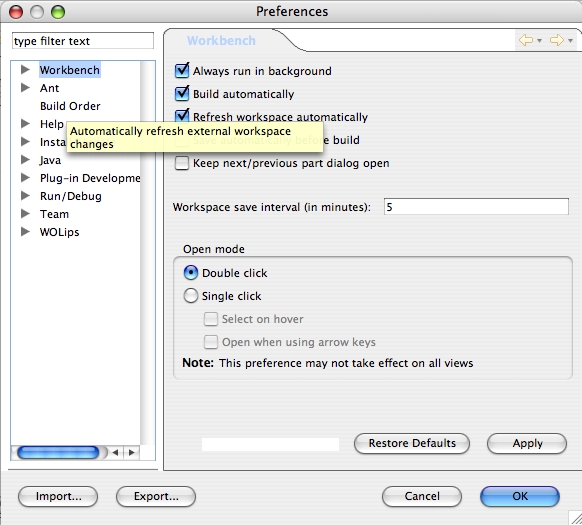 Preferences
type filter text
Workbench
Workbench
Always run in background
Ant
Build automatically
Build Order
Refresh workspace automatically
Help
Automatically refresh external workspace
changes
before build
Insta
Java
Keep next/previous part dialog open
Plug-in Developme
Run/Debug
Workspace save interval (in minutes):
5
Team
WOLips
Open mode
Double click
Single click
Select on hover
Open when using arrow keys
Note: This preference may not take effect on all views
Restore Defaults
Apply
Import...
Export...
Cancel
OK